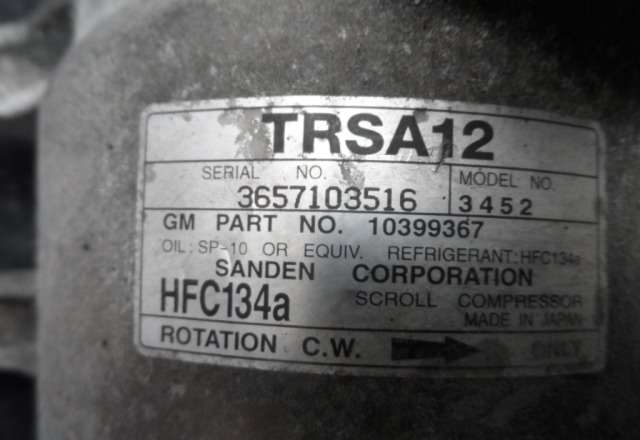 TRSA12
SERIAL NO. MODEL NO.
3657103516 3452
GM PART NO. 10399367
OIL: SP-10 OR EQUIV. REFRIGERANT: HFC134a
SANDEN CORPORATION
HFC134a SCROLL COMPRESSOR
MADE IN JAPAN
ROTATION C.W. ONLY